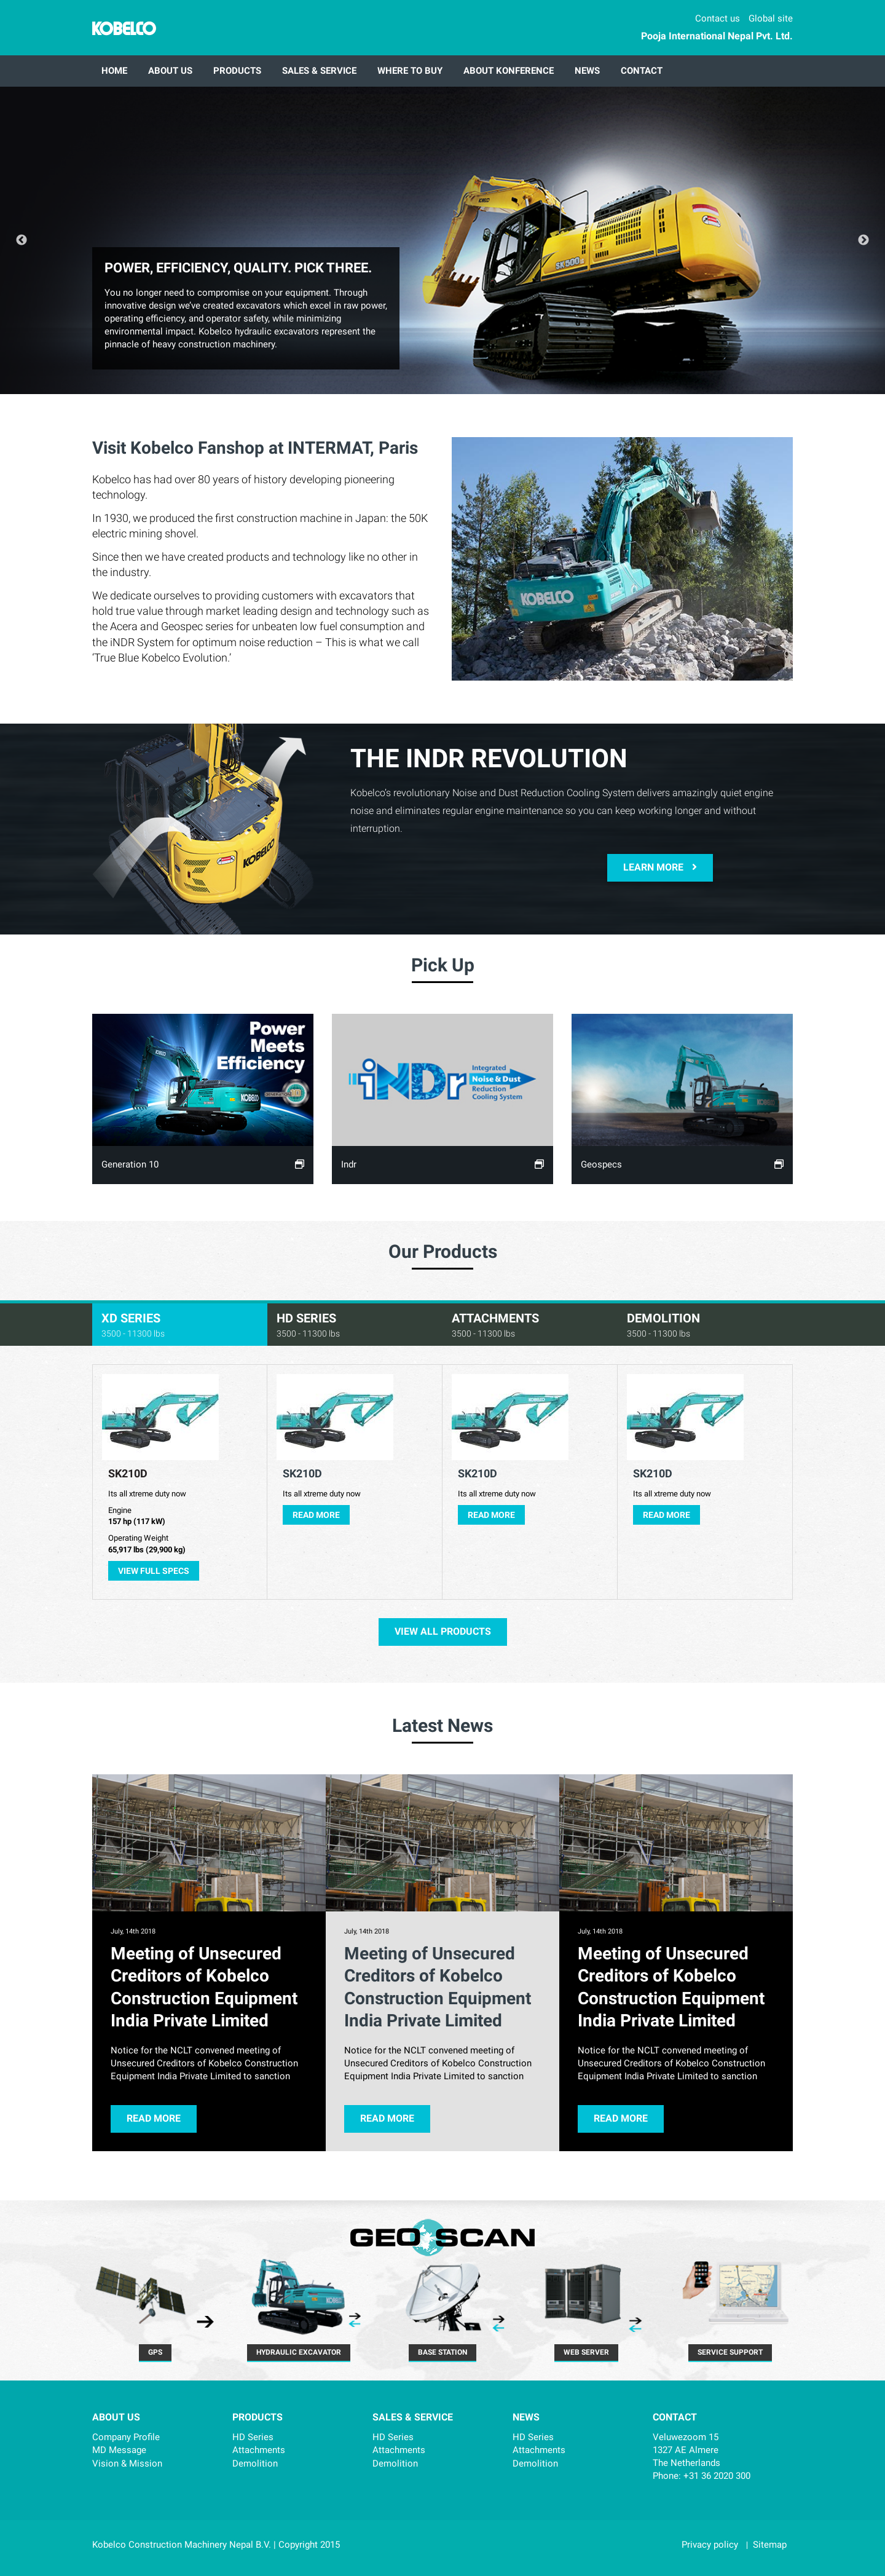 KOBELCO
Contact us Global site
Pooja International Nepal Pvt. Ltd.
HOME ABOUT US PRODUCTS SALES & SERVICE WHERE TO BUY ABOUT KONFERENCE NEWS CONTACT
SK500
POWER, EFFICIENCY, QUALITY. PICK THREE.
You no longer need to compromise on your equipment. Through
innovative design we've created excavators which excel in raw power,
operating efficiency, and operator safety, while minimizing
environmental impact. Kobelco hydraulic excavators represent the
pinnacle of heavy construction machinery.
Visit Kobelco Fanshop at INTERMAT, Paris
Kobelco has had over 80 years of history developing pioneering
technology.
In 1930, we produced the first construction machine in Japan: the 50K
electric mining shovel.
Since then we have created products and technology like no other in
the industry.
We dedicate ourselves to providing customers with excavators that
hold true value through market leading design and technology such as
the Acera and Geospec series for unbeaten low fuel consumption and
the iNDR System for optimum noise reduction – This is what we call
'True Blue Kobelco Evolution.'
KOBELCO
KOBELCO
THE INDR REVOLUTION
Kobelco's revolutionary Noise and Dust Reduction Cooling System delivers amazingly quiet engine
noise and eliminates regular engine maintenance so you can keep working longer and without
interruption.
LEARN MORE
Pick Up
Power
Meets
Efficiency
KOBELCO
Generation 10
iNDr
Integrated
Noise & Dust
Reduction
Cooling System
Indr
Geospecs
Our Products
XD SERIES
3500 - 11300 lbs
HD SERIES
3500 - 11300 lbs
ATTACHMENTS
3500 - 11300 lbs
DEMOLITION
3500 - 11300 lbs
SK210D
Its all xtreme duty now
Engine
157 hp (117 kW)
Operating Weight
65,917 lbs (29,900 kg)
VIEW FULL SPECS
SK210D
Its all xtreme duty now
READ MORE
SK210D
Its all xtreme duty now
READ MORE
SK210D
Its all xtreme duty now
READ MORE
VIEW ALL PRODUCTS
Latest News
July, 14th 2018
Meeting of Unsecured
Creditors of Kobelco
Construction Equipment
India Private Limited
Notice for the NCLT convened meeting of
Unsecured Creditors of Kobelco Construction
Equipment India Private Limited to sanction
READ MORE
July, 14th 2018
Meeting of Unsecured
Creditors of Kobelco
Construction Equipment
India Private Limited
Notice for the NCLT convened meeting of
Unsecured Creditors of Kobelco Construction
Equipment India Private Limited to sanction
READ MORE
July, 14th 2018
Meeting of Unsecured
Creditors of Kobelco
Construction Equipment
India Private Limited
Notice for the NCLT convened meeting of
Unsecured Creditors of Kobelco Construction
Equipment India Private Limited to sanction
READ MORE
GEOSCAN
GPS
HYDRAULIC EXCAVATOR
BASE STATION
WEB SERVER
SERVICE SUPPORT
ABOUT US
Company Profile
MD Message
Vision & Mission
PRODUCTS
HD Series
Attachments
Demolition
SALES & SERVICE
HD Series
Attachments
Demolition
NEWS
HD Series
Attachments
Demolition
CONTACT
Veluwezoom 15
1327 AE Almere
The Netherlands
Phone: +31 36 2020 300
Kobelco Construction Machinery Nepal B.V. | Copyright 2015
Privacy policy | Sitemap